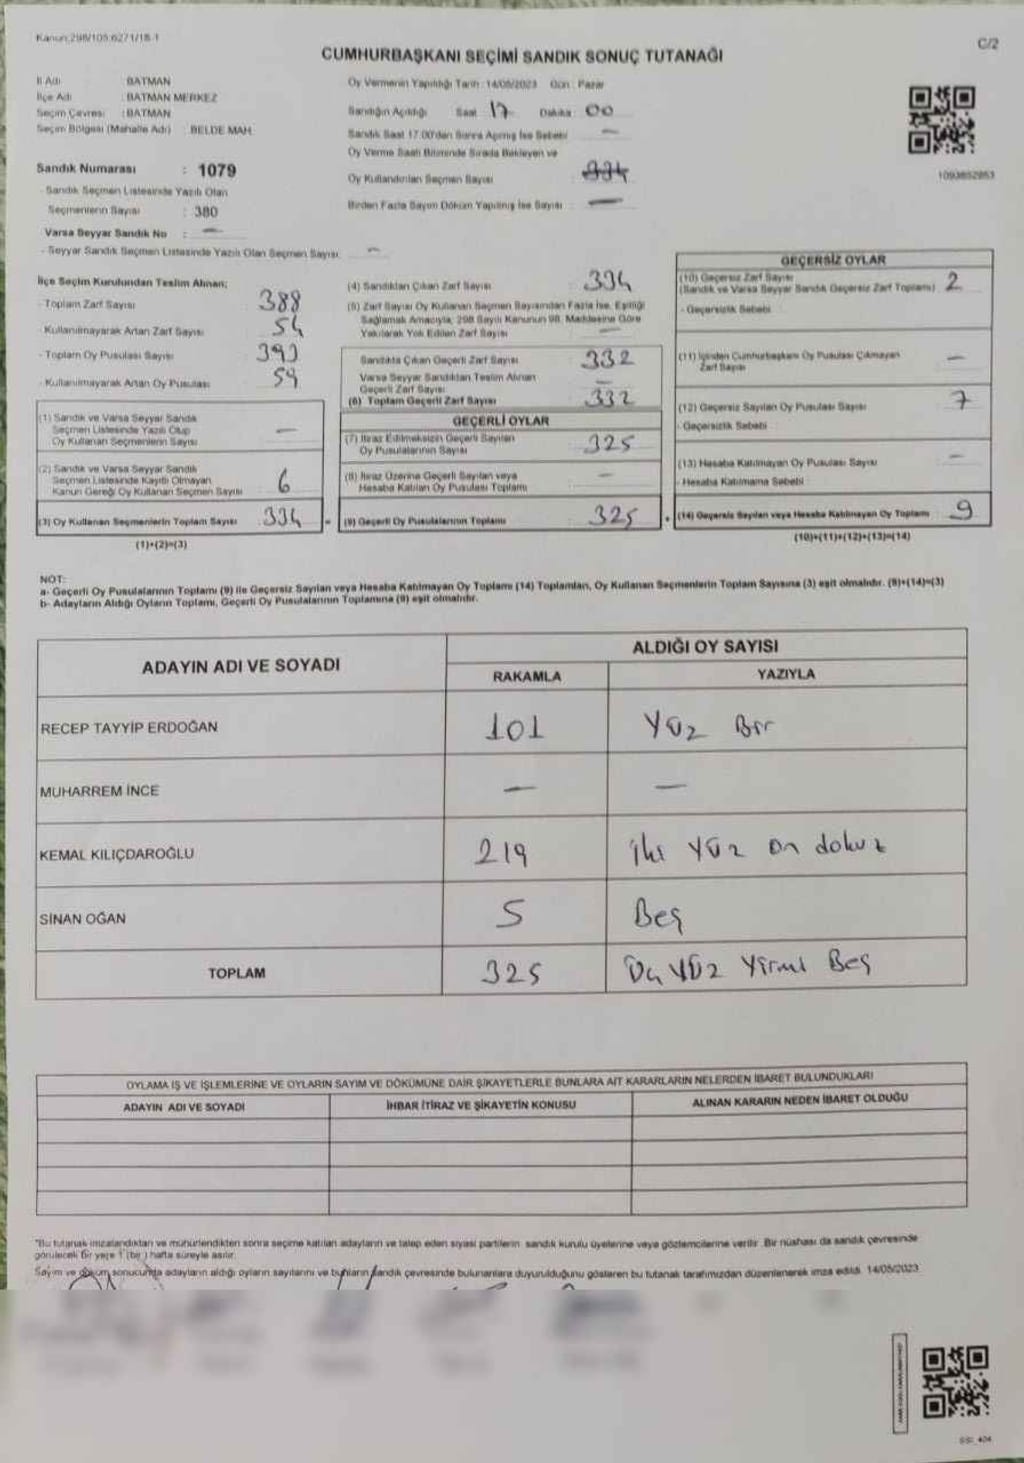 Kanun:298/105:6271/18-1
C/2
CUMHURBAŞKANI SEÇİMİ SANDIK SONUÇ TUTANAĞI
İl Adı : BATMAN
İlçe Adı : BATMAN MERKEZ
Seçim Çevresi : BATMAN
Seçim Bölgesi (Mahalle Adı) : BELDE MAH.
Sandık Numarası : 1079
- Sandık Seçmen Listesinde Yazılı Olan
Seçmenlerin Sayısı : 380
Varsa Seyyar Sandık No : —
- Seyyar Sandık Seçmen Listesinde Yazılı Olan Seçmen Sayısı: —
Oy Vermenin Yapıldığı Tarih : 14/05/2023 Gün : Pazar
Sandığın Açıldığı Saat : 17 Dakika : 00
Sandık Saat 17.00'dan Sonra Açılmış İse Sebebi : —
Oy Verme Saati Bitiminde Sırada Bekleyen ve
Oy Kullandırılan Seçmen Sayısı :
Birden Fazla Sayım Döküm Yapılmış İse Sayısı : —
1093852953
İlçe Seçim Kurulundan Teslim Alınan;
- Toplam Zarf Sayısı : 388
- Kullanılmayarak Artan Zarf Sayısı : 54
- Toplam Oy Pusulası Sayısı : 393
- Kullanılmayarak Artan Oy Pusulası : 59
(1) Sandık ve Varsa Seyyar Sandık
Seçmen Listesinde Yazılı Olup
Oy Kullanan Seçmenlerin Sayısı —
(2) Sandık ve Varsa Seyyar Sandık
Seçmen Listesinde Kayıtlı Olmayan
Kanun Gereği Oy Kullanan Seçmen Sayısı 6
(3) Oy Kullanan Seçmenlerin Toplam Sayısı 334
(1)+(2)=(3)
(4) Sandıktan Çıkan Zarf Sayısı : 334
(5) Zarf Sayısı Oy Kullanan Seçmen Sayısından Fazla İse, Eşitliği
Sağlamak Amacıyla; 298 Sayılı Kanunun 98. Maddesine Göre
Yakılarak Yok Edilen Zarf Sayısı : —
Sandıkta Çıkan Geçerli Zarf Sayısı : 332
Varsa Seyyar Sandıktan Teslim Alınan
Geçerli Zarf Sayısı : —
(6) Toplam Geçerli Zarf Sayısı : 332
GEÇERLİ OYLAR
(7) İtiraz Edilmeksizin Geçerli Sayılan
Oy Pusulalarının Sayısı : 325
(8) İtiraz Üzerine Geçerli Sayılan veya
Hesaba Katılan Oy Pusulası Toplamı : —
(9) Geçerli Oy Pusulalarının Toplamı : 325
GEÇERSİZ OYLAR
(10) Geçersiz Zarf Sayısı
(Sandık ve Varsa Seyyar Sandık Geçersiz Zarf Toplamı) : 2
- Geçersizlik Sebebi :
(11) İçinden Cumhurbaşkanı Oy Pusulası Çıkmayan
Zarf Sayısı : —
(12) Geçersiz Sayılan Oy Pusulası Sayısı : 7
- Geçersizlik Sebebi :
(13) Hesaba Katılmayan Oy Pusulası Sayısı : —
- Hesaba Katılmama Sebebi :
(14) Geçersiz Sayılan veya Hesaba Katılmayan Oy Toplamı : 9
(10)+(11)+(12)+(13)=(14)
NOT:
a- Geçerli Oy Pusulalarının Toplamı (9) ile Geçersiz Sayılan veya Hesaba Katılmayan Oy Toplamı (14) Toplamları, Oy Kullanan Seçmenlerin Toplam Sayısına (3) eşit olmalıdır. (9)+(14)=(3)
b- Adayların Aldığı Oyların Toplamı, Geçerli Oy Pusulalarının Toplamına (9) eşit olmalıdır.
ADAYIN ADI VE SOYADI
ALDIĞI OY SAYISI
RAKAMLA YAZIYLA
RECEP TAYYİP ERDOĞAN 101 Yüz Bir
MUHARREM İNCE — —
KEMAL KILIÇDAROĞLU 219 iki yüz on dokuz
SİNAN OĞAN 5 Beş
TOPLAM 325 Üç yüz Yirmi Beş
OYLAMA İŞ VE İŞLEMLERİNE VE OYLARIN SAYIM VE DÖKÜMÜNE DAİR ŞİKAYETLERLE BUNLARA AİT KARARLARIN NELERDEN İBARET BULUNDUKLARI
ADAYIN ADI VE SOYADI İHBAR İTİRAZ VE ŞİKAYETİN KONUSU ALINAN KARARIN NEDEN İBARET OLDUĞU
"Bu tutanak imzalandıktan ve mühürlendikten sonra seçime katılan adayların ve talep eden siyasi partilerin sandık kurulu üyelerine veya gözlemcilerine verilir. Bir nüshası da sandık çevresinde
görülecek bir yere 1 (bir) hafta süreyle asılır.
Sayım ve döküm sonucunda adayların aldığı oyların sayılarını ve bunların sandık çevresinde bulunanlara duyurulduğunu gösteren bu tutanak tarafımızdan düzenlenerek imza edildi. 14/05/2023